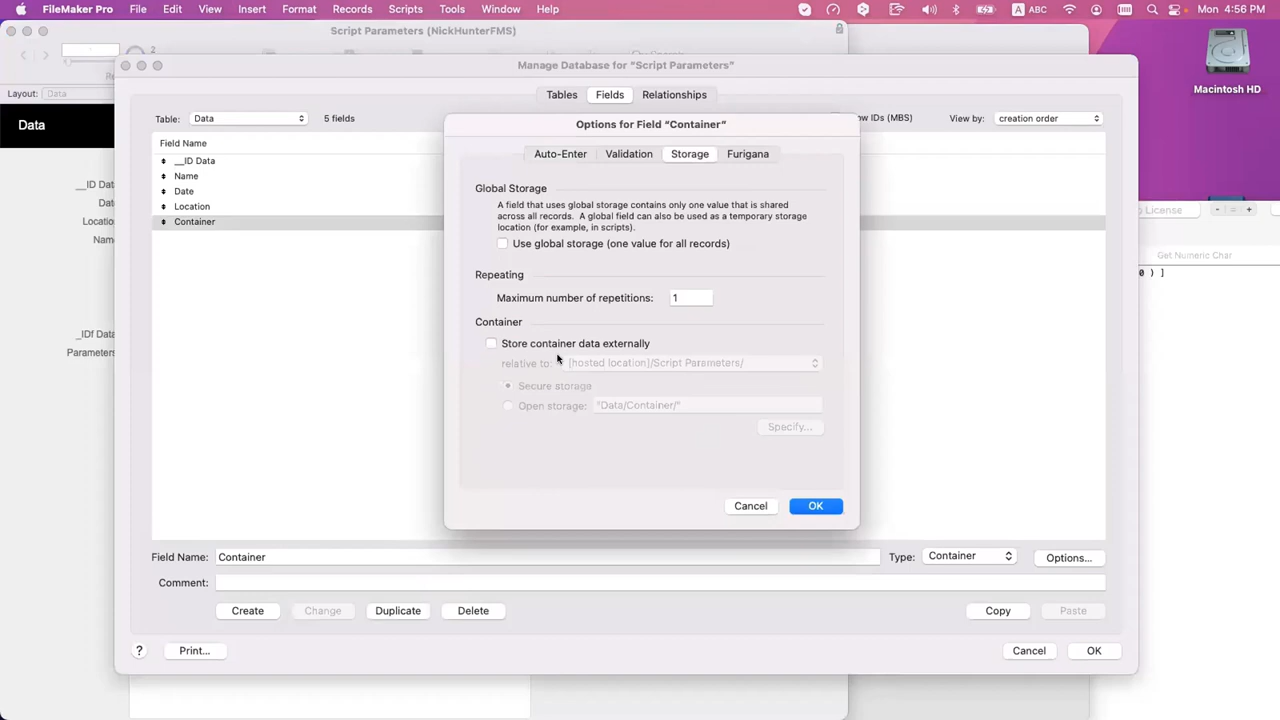 FileMaker Pro File Edit View Insert Format Records Scripts Tools Window Help A ABC Mon. 4:56 PM
Script Parameters (NickHunterFMS)
2
Manage Database for "Script Parameters"
Macintosh HD
Layout: Data
Tables Fields Relationships
Table: Data 5 fields
View by: creation order
Data
Options for Field "Container"
Field Name
Auto-Enter Validation Storage Furigana
__ID Data
Name
Date
Location
Container
Global Storage
A field that uses global storage contains only one value that is shared
across all records. A global field can also be used as a temporary storage
location (for example, in scripts).
Use global storage (one value for all records)
Repeating
Maximum number of repetitions: 1
Container
Store container data externally
relative to: [hosted location]/Script Parameters/
Secure storage
Open storage: "Data/Container/"
Specify...
Cancel OK
License - = +
Get Numeric Char
0 ) ]
Field Name: Container Type: Container Options...
Comment:
Create Change Duplicate Delete Copy Paste
? Print... Cancel OK